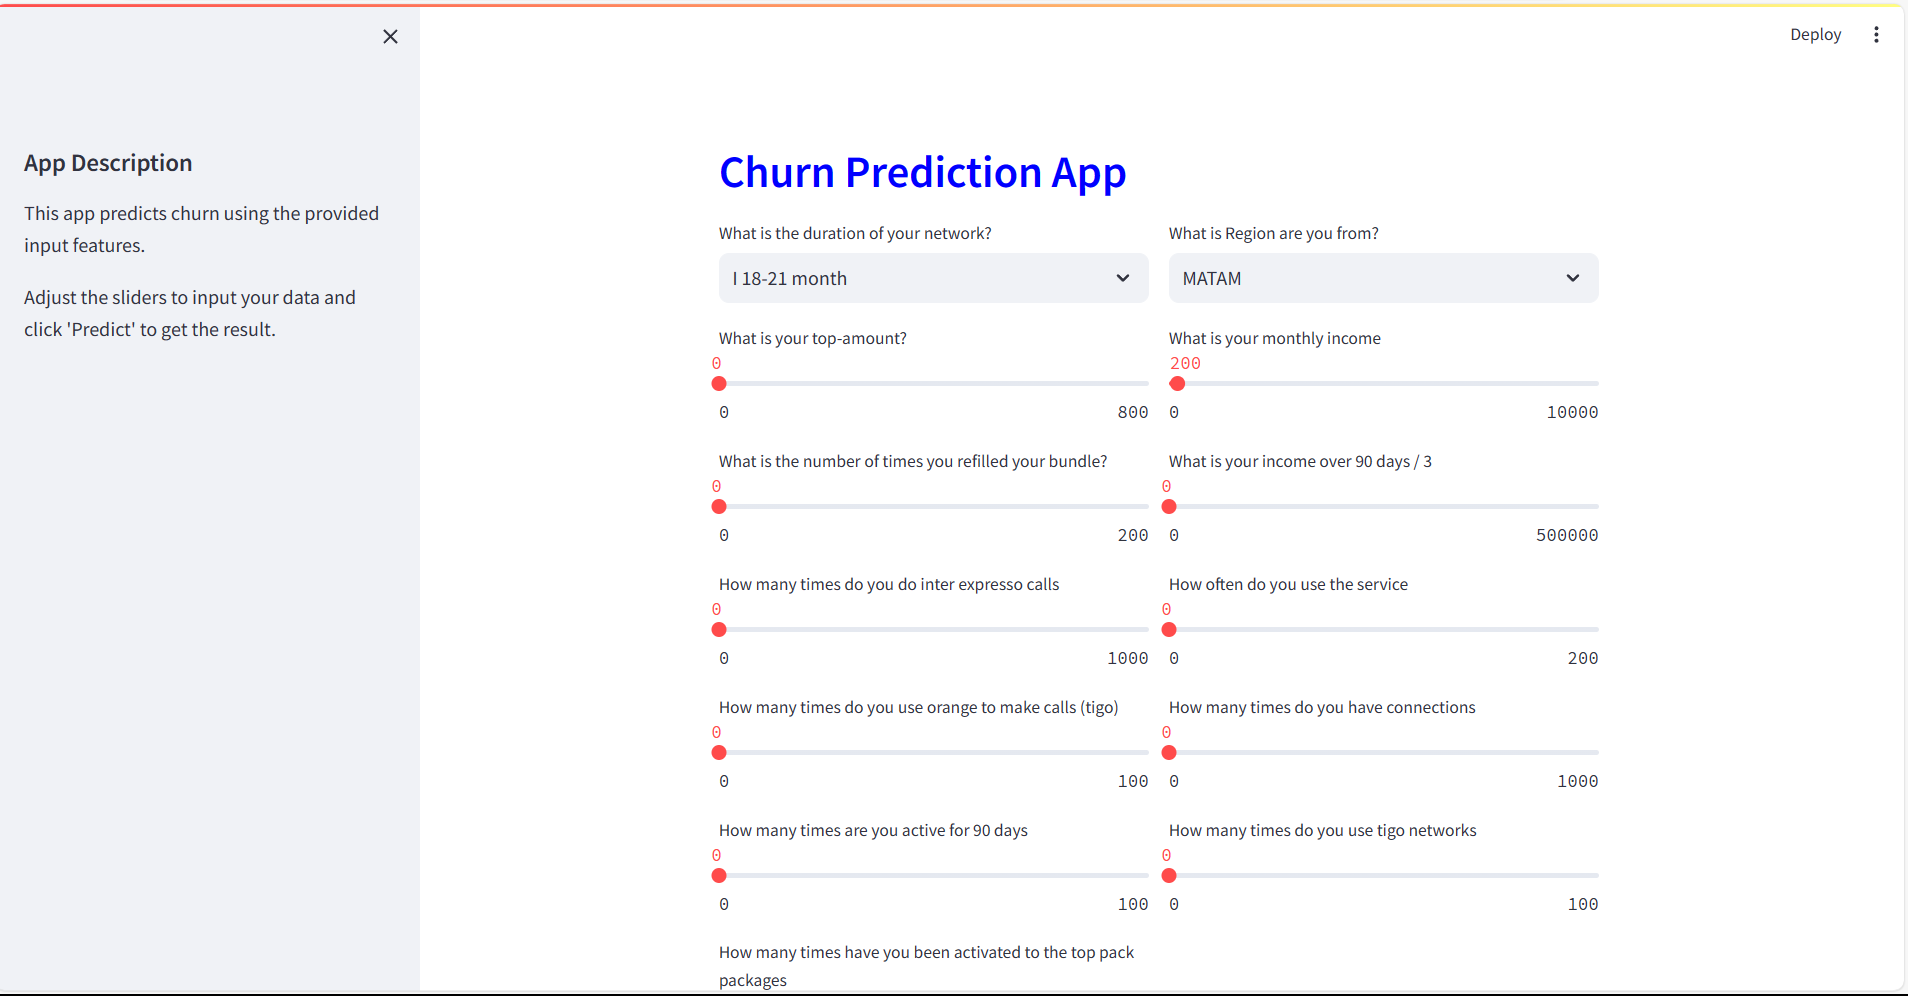 Deploy
App Description
This app predicts churn using the provided
input features.
Adjust the sliders to input your data and
click 'Predict' to get the result.
Churn Prediction App
What is the duration of your network?
I 18-21 month
What is Region are you from?
MATAM
What is your top-amount?
0
0 800
What is your monthly income
200
0 10000
What is the number of times you refilled your bundle?
0
0 200
What is your income over 90 days / 3
0
0 500000
How many times do you do inter expresso calls
0
0 1000
How often do you use the service
0
0 200
How many times do you use orange to make calls (tigo)
0
0 100
How many times do you have connections
0
0 1000
How many times are you active for 90 days
0
0 100
How many times do you use tigo networks
0
0 100
How many times have you been activated to the top pack
packages